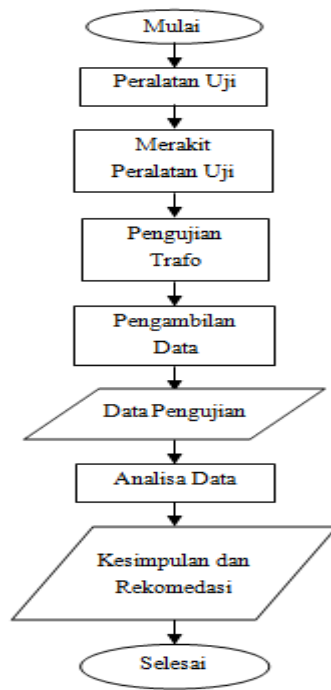 Mulai
Peralatan Uji
Merakit
Peralatan Uji
Pengujian
Trafo
Pengambilan
Data
Data Pengujian
Analisa Data
Kesimpulan dan
Rekomedasi
Selesai